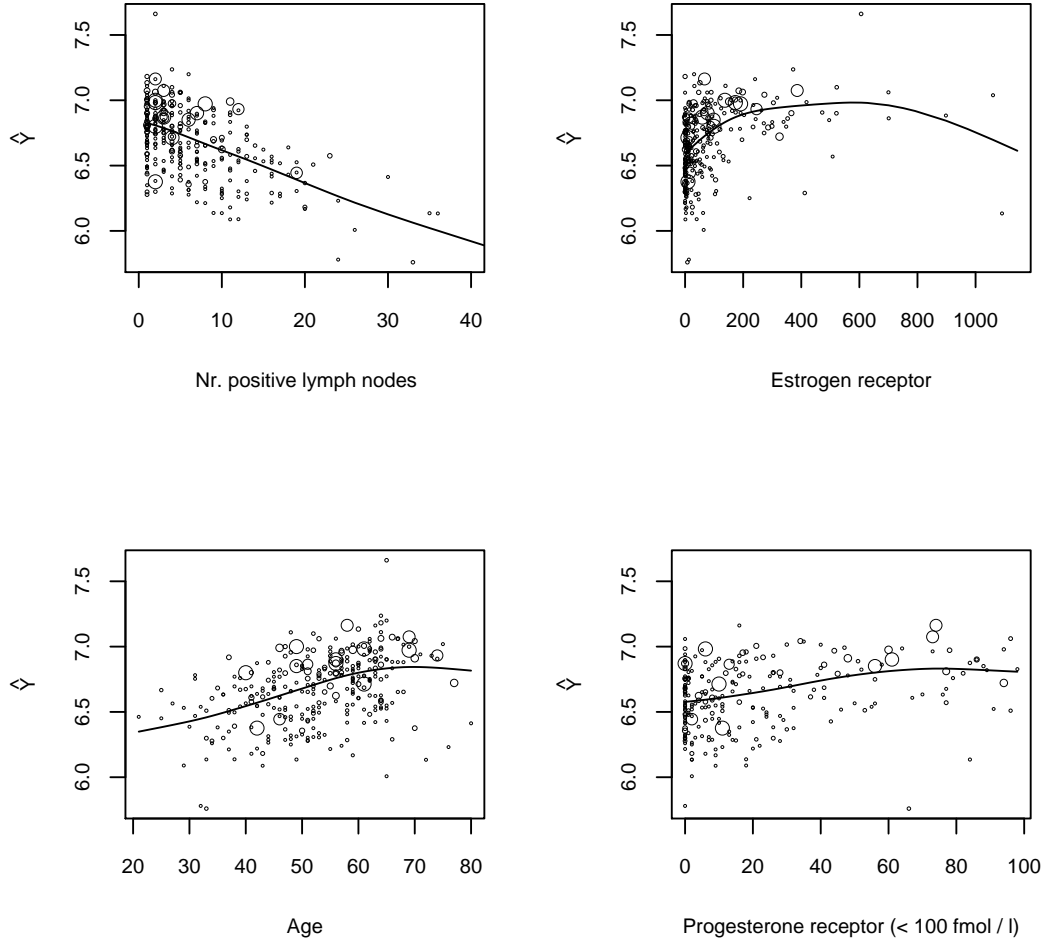 7.5
7.0
6.5
6.0
Ŷ
0 10 20 30 40
Nr. positive lymph nodes
7.5
7.0
6.5
6.0
Ŷ
0 200 400 600 800 1000
Estrogen receptor
7.5
7.0
6.5
6.0
Ŷ
20 30 40 50 60 70 80
Age
7.5
7.0
6.5
6.0
Ŷ
0 20 40 60 80 100
Progesterone receptor (< 100 fmol / l)